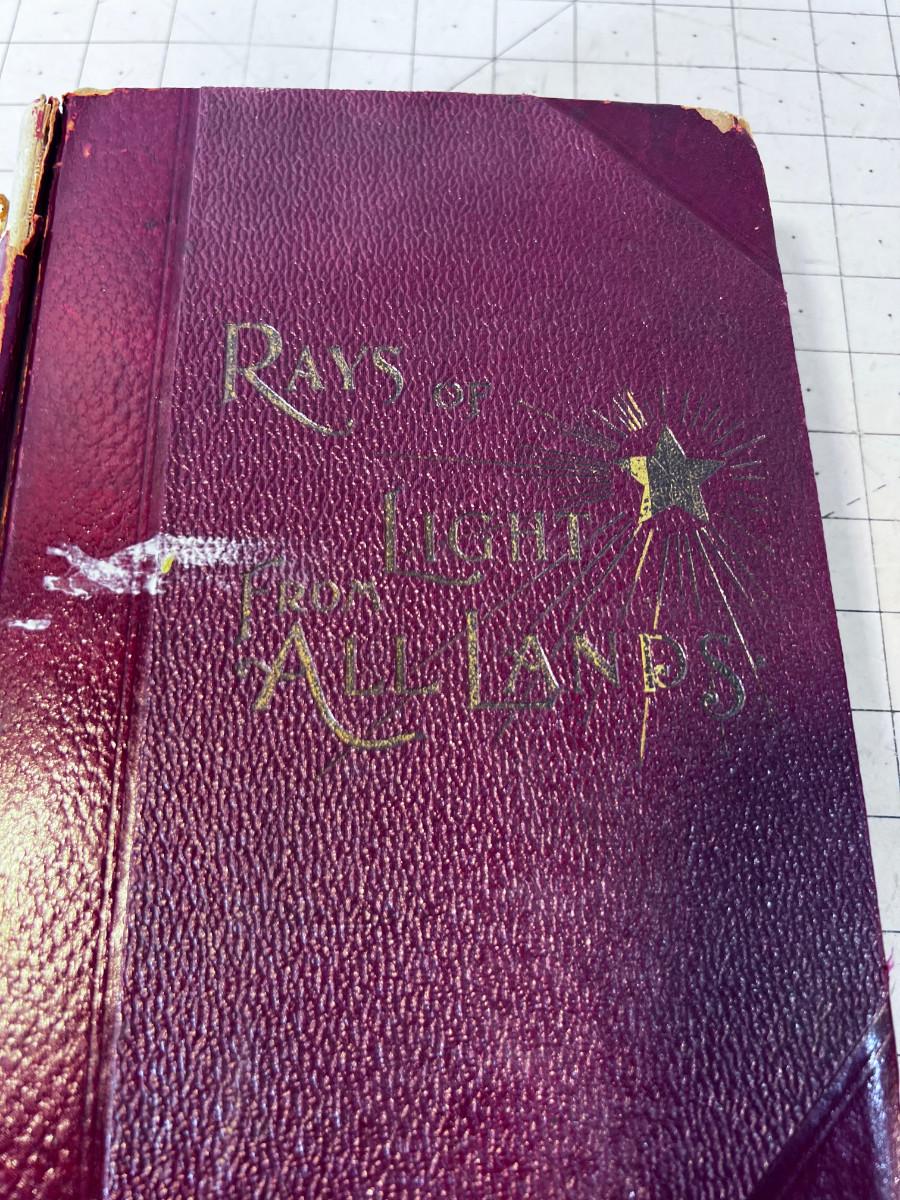 RAYS OF
LIGHT
FROM
ALL LANDS